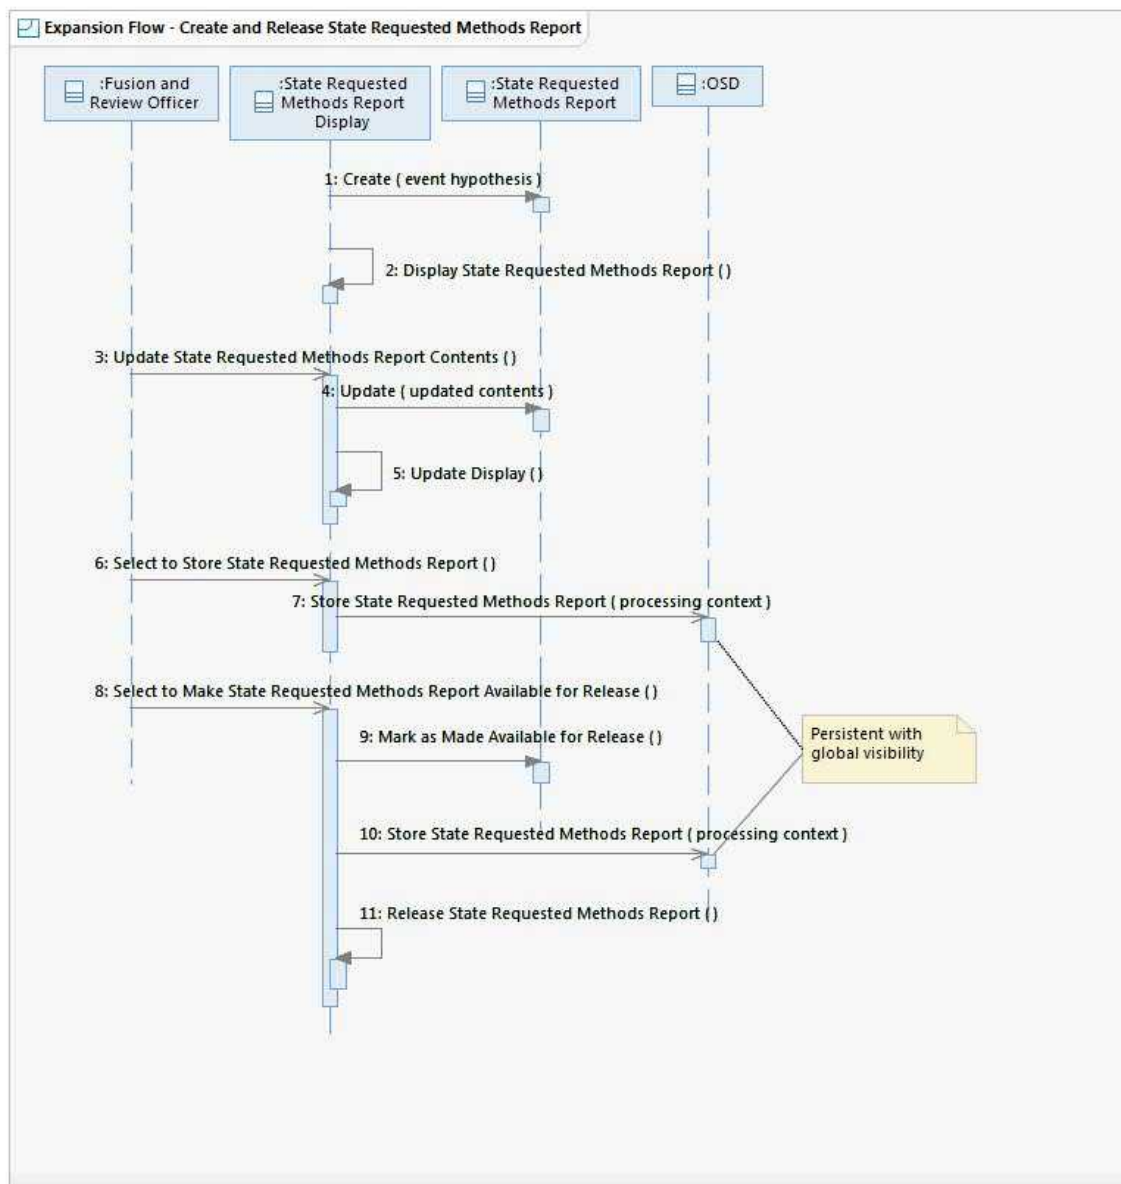 Expansion Flow - Create and Release State Requested Methods Report
:Fusion and
Review Officer
:State Requested
Methods Report
Display
:State Requested
Methods Report
:OSD
1: Create ( event hypothesis )
2: Display State Requested Methods Report ( )
3: Update State Requested Methods Report Contents ( )
4: Update ( updated contents )
5: Update Display ( )
6: Select to Store State Requested Methods Report ( )
7: Store State Requested Methods Report ( processing context )
8: Select to Make State Requested Methods Report Available for Release ( )
9: Mark as Made Available for Release ( )
Persistent with
global visibility
10: Store State Requested Methods Report ( processing context )
11: Release State Requested Methods Report ( )